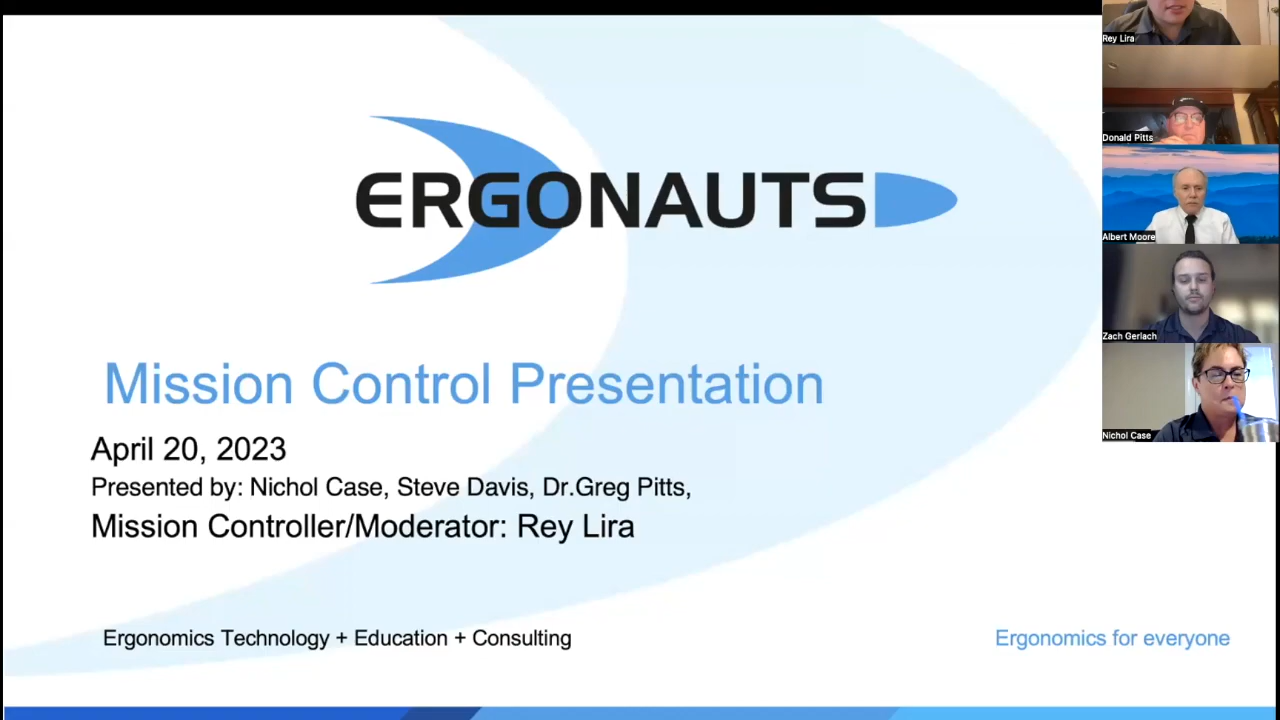 ERGONAUTS
Mission Control Presentation
April 20, 2023
Presented by: Nichol Case, Steve Davis, Dr.Greg Pitts,
Mission Controller/Moderator: Rey Lira
Ergonomics Technology + Education + Consulting
Ergonomics for everyone
Rey Lira
Donald Pitts
Albert Moore
Zach Gerlach
Nichol Case